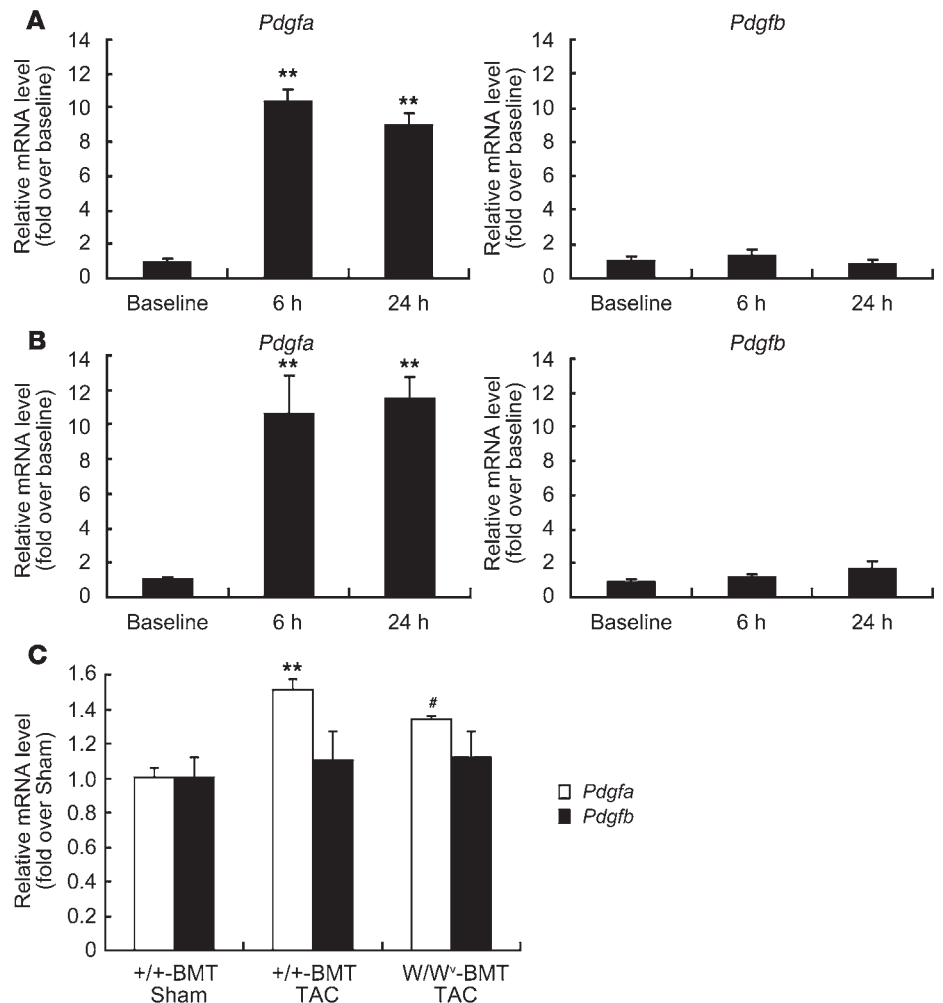 A
Pdgfa
Relative mRNA level
(fold over baseline)
14
12
10
8
6
4
2
0
**
**
Baseline
6 h
24 h
Pdgfb
Relative mRNA level
(fold over baseline)
14
12
10
8
6
4
2
0
Baseline
6 h
24 h
B
Pdgfa
Relative mRNA level
(fold over baseline)
14
12
10
8
6
4
2
0
**
**
Baseline
6 h
24 h
Pdgfb
Relative mRNA level
(fold over baseline)
14
12
10
8
6
4
2
0
Baseline
6 h
24 h
C
Relative mRNA level
(fold over Sham)
1.6
1.4
1.2
1.0
0.8
0.6
0.4
0.2
0
**
#
+/+-BMT
Sham
+/+-BMT
TAC
W/Wᵛ-BMT
TAC
Pdgfa
Pdgfb